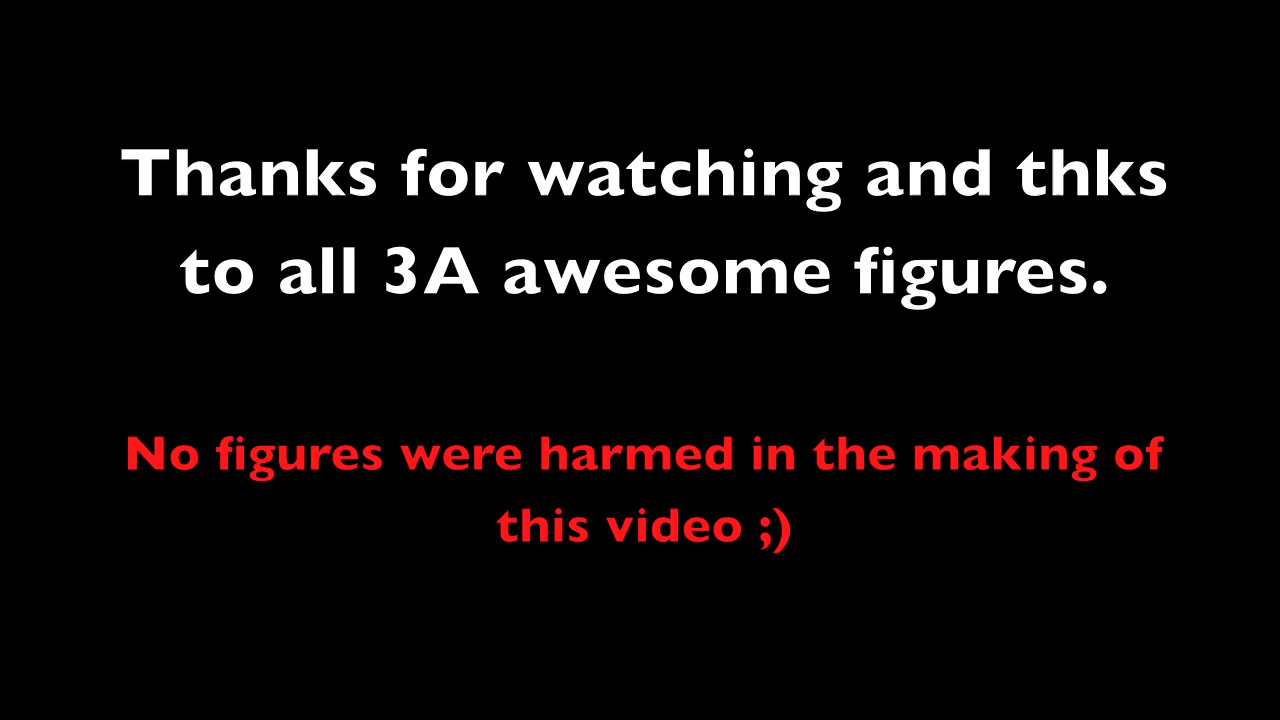 Thanks for watching and thks
to all 3A awesome figures.
No figures were harmed in the making of
this video ;)